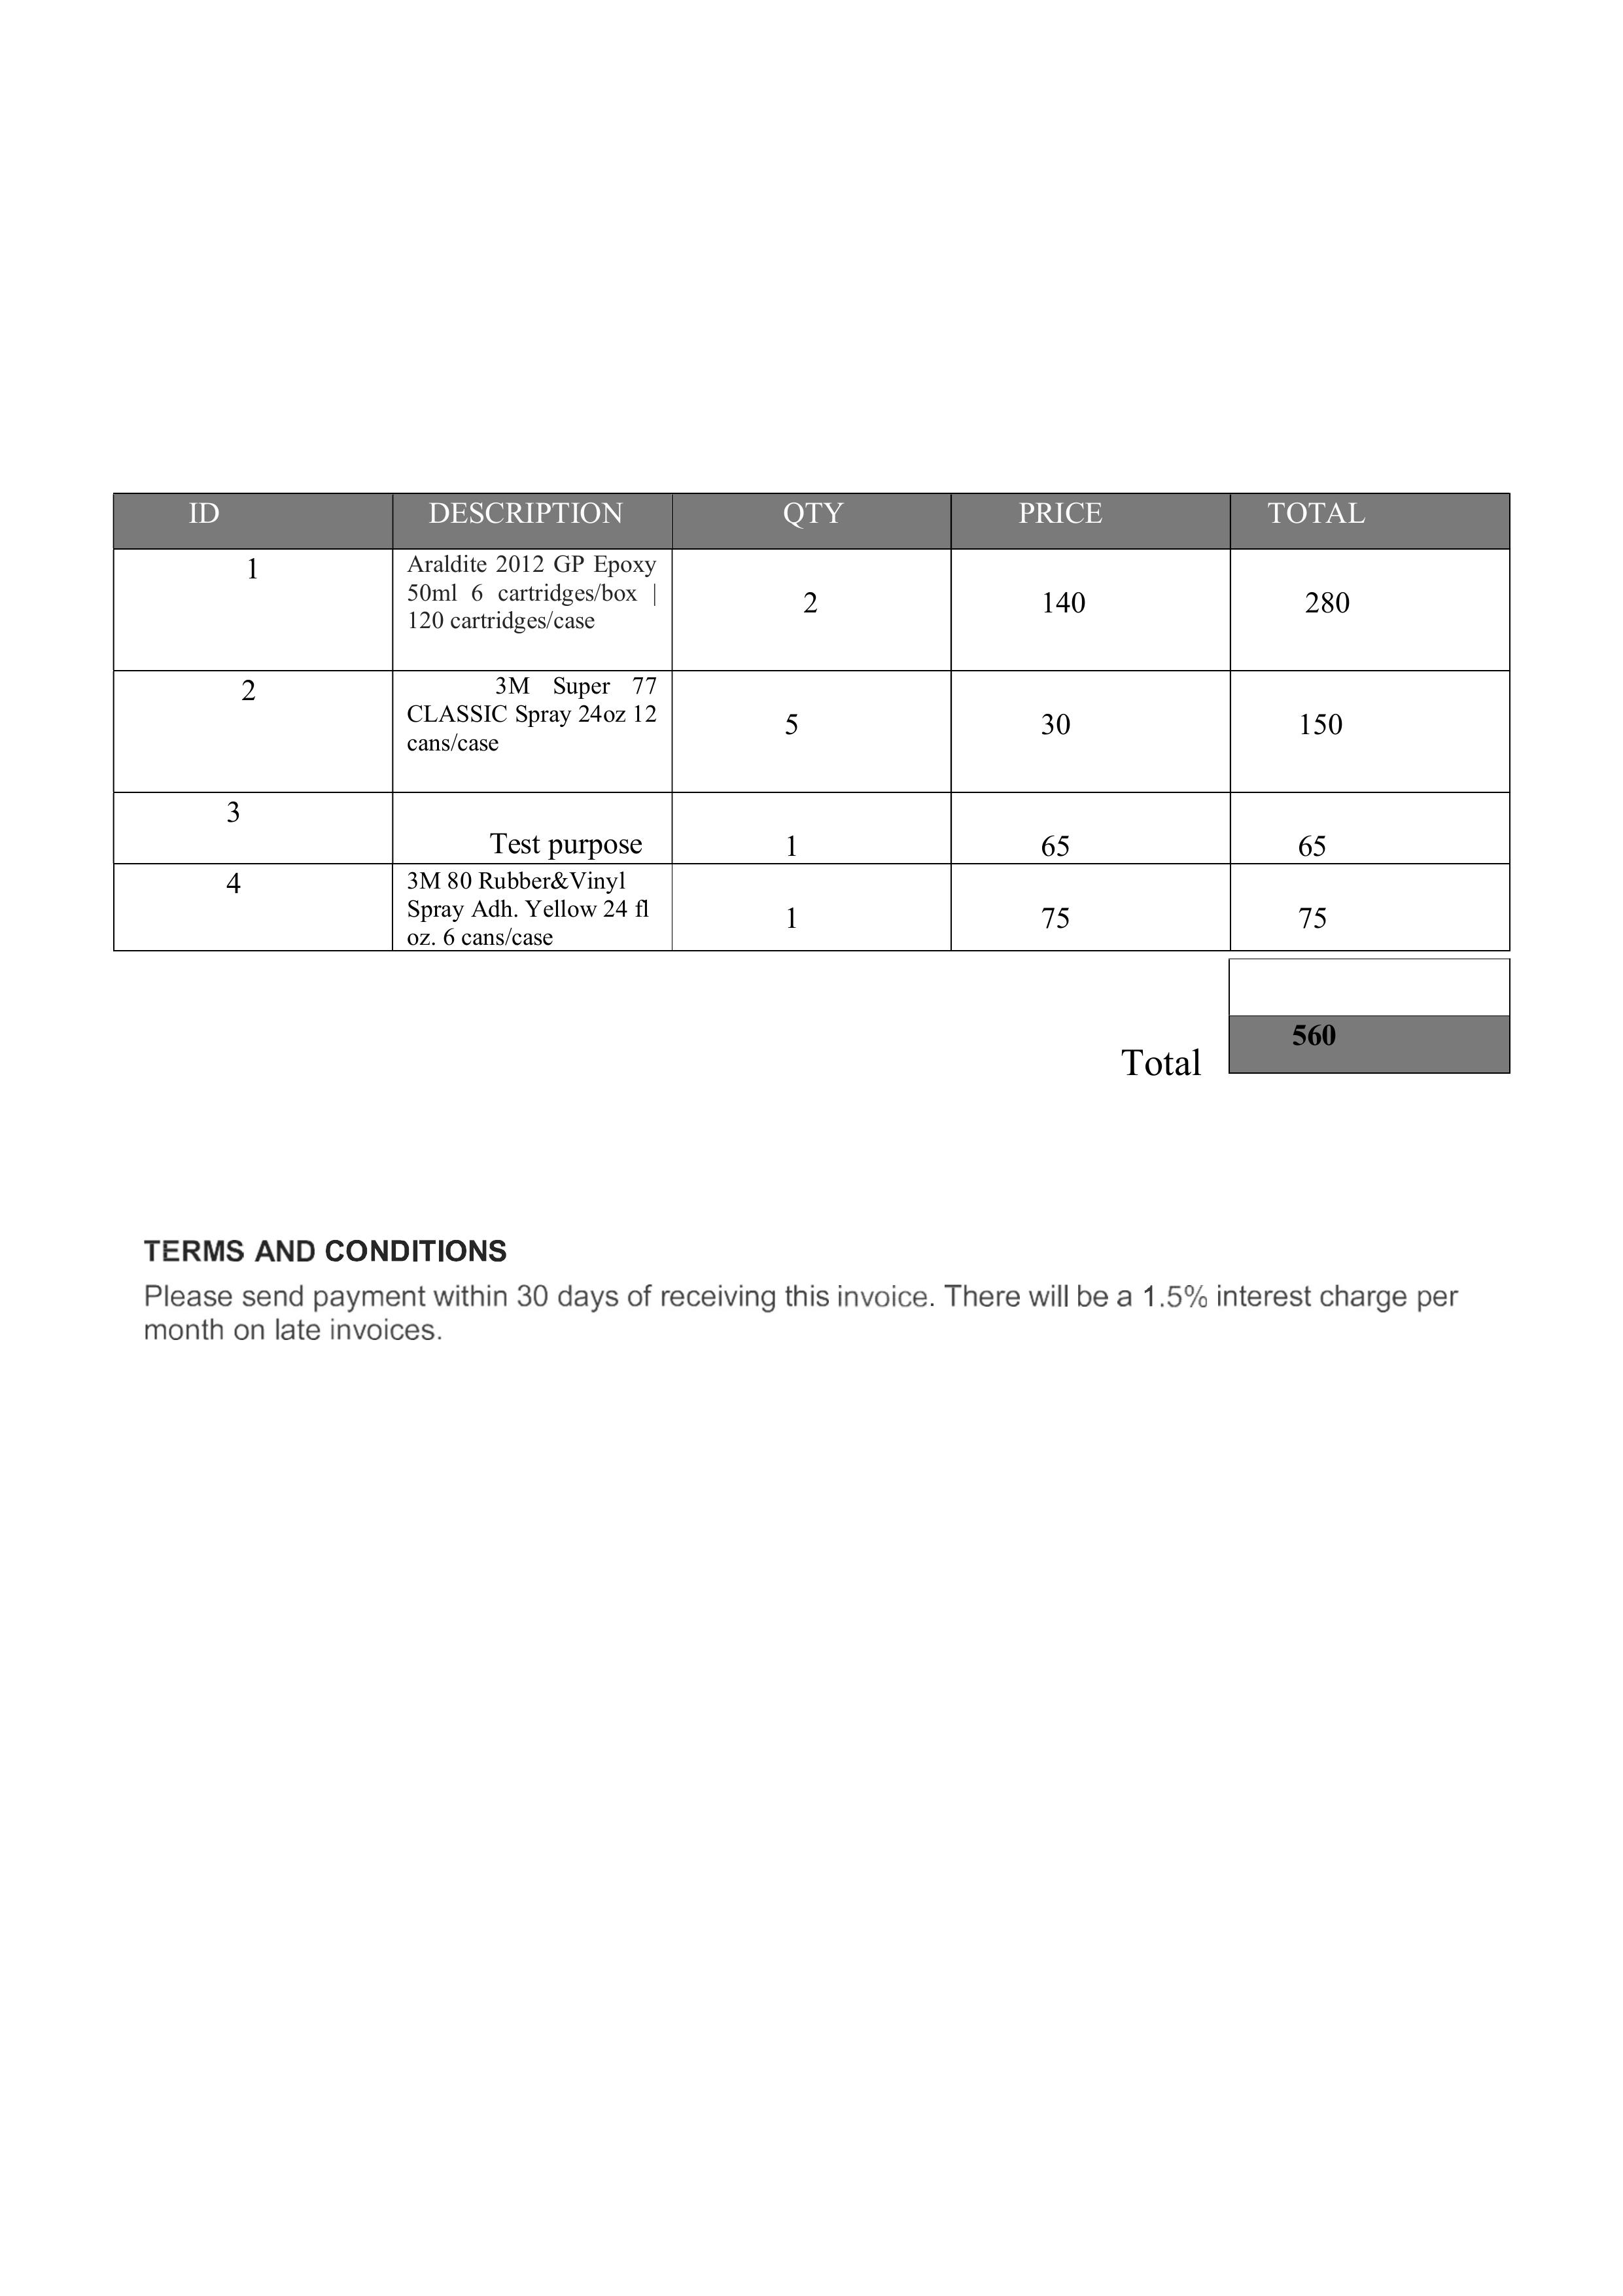 ID DESCRIPTION QTY PRICE TOTAL
1 Araldite 2012 GP Epoxy
50ml 6 cartridges/box |
120 cartridges/case
2 140 280
2 3M Super 77
CLASSIC Spray 24oz 12
cans/case
5 30 150
3
Test purpose 1 65 65
4 3M 80 Rubber&Vinyl
Spray Adh. Yellow 24 fl
oz. 6 cans/case
1 75 75
560
Total
TERMS AND CONDITIONS
Please send payment within 30 days of receiving this invoice. There will be a 1.5% interest charge per
month on late invoices.